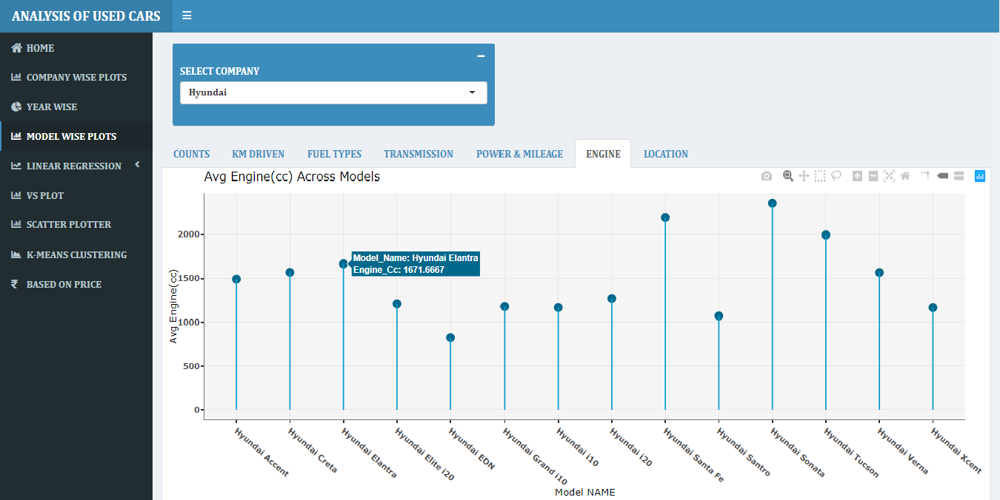 ANALYSIS OF USED CARS
HOME
COMPANY WISE PLOTS
YEAR WISE
MODEL WISE PLOTS
LINEAR REGRESSION
VS PLOT
SCATTER PLOTTER
K-MEANS CLUSTERING
BASED ON PRICE
SELECT COMPANY
Hyundai
COUNTS KM DRIVEN FUEL TYPES TRANSMISSION POWER & MILEAGE ENGINE LOCATION
Avg Engine(cc) Across Models
Avg Engine(cc)
2000
1500
1000
500
0
Model_Name: Hyundai Elantra
Engine_Cc: 1671.6667
Hyundai Accent
Hyundai Creta
Hyundai Elantra
Hyundai Elite i20
Hyundai EON
Hyundai Grand i10
Hyundai i10
Hyundai i20
Hyundai Santa Fe
Hyundai Santro
Hyundai Sonata
Hyundai Tucson
Hyundai Verna
Hyundai Xcent
Model NAME